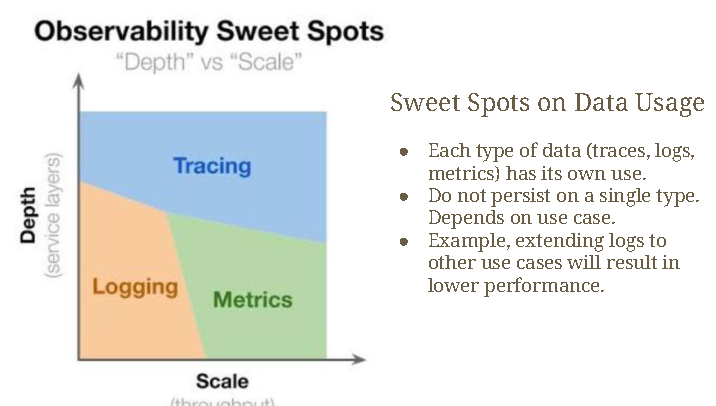 Observability Sweet Spots
“Depth” vs “Scale”
Depth
(service layers)
Tracing
Logging
Metrics
Scale
(throughput)
Sweet Spots on Data Usage
● Each type of data (traces, logs,
metrics) has its own use.
● Do not persist on a single type.
Depends on use case.
● Example, extending logs to
other use cases will result in
lower performance.